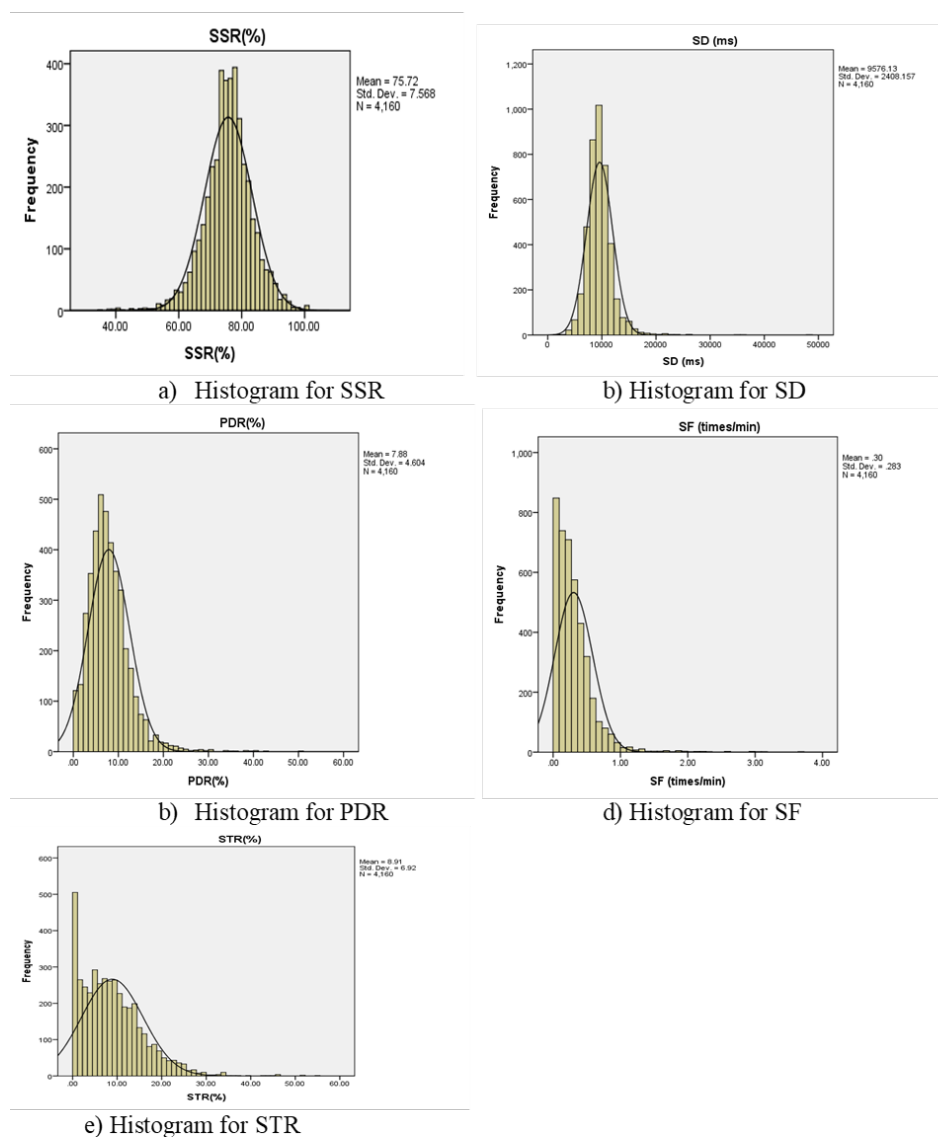 SSR(%)
Mean = 75.72
Std. Dev. = 7.568
N = 4,160
Frequency
400
300
200
100
0
40.00 60.00 80.00 100.00
SSR(%)
a) Histogram for SSR
SD (ms)
Mean = 9576.13
Std. Dev. = 2408.157
N = 4,160
Frequency
1,200
1,000
800
600
400
200
0
0 10000 20000 30000 40000 50000
SD (ms)
b) Histogram for SD
PDR(%)
Mean = 7.88
Std. Dev. = 4.604
N = 4,160
Frequency
600
500
400
300
200
100
0
.00 10.00 20.00 30.00 40.00 50.00 60.00
PDR(%)
b) Histogram for PDR
SF (times/min)
Mean = .30
Std. Dev. = .283
N = 4,160
Frequency
1,000
800
600
400
200
0
.00 1.00 2.00 3.00 4.00
SF (times/min)
d) Histogram for SF
STR(%)
Mean = 8.91
Std. Dev. = 6.92
N = 4,160
Frequency
600
500
400
300
200
100
0
.00 10.00 20.00 30.00 40.00 50.00 60.00
STR(%)
e) Histogram for STR